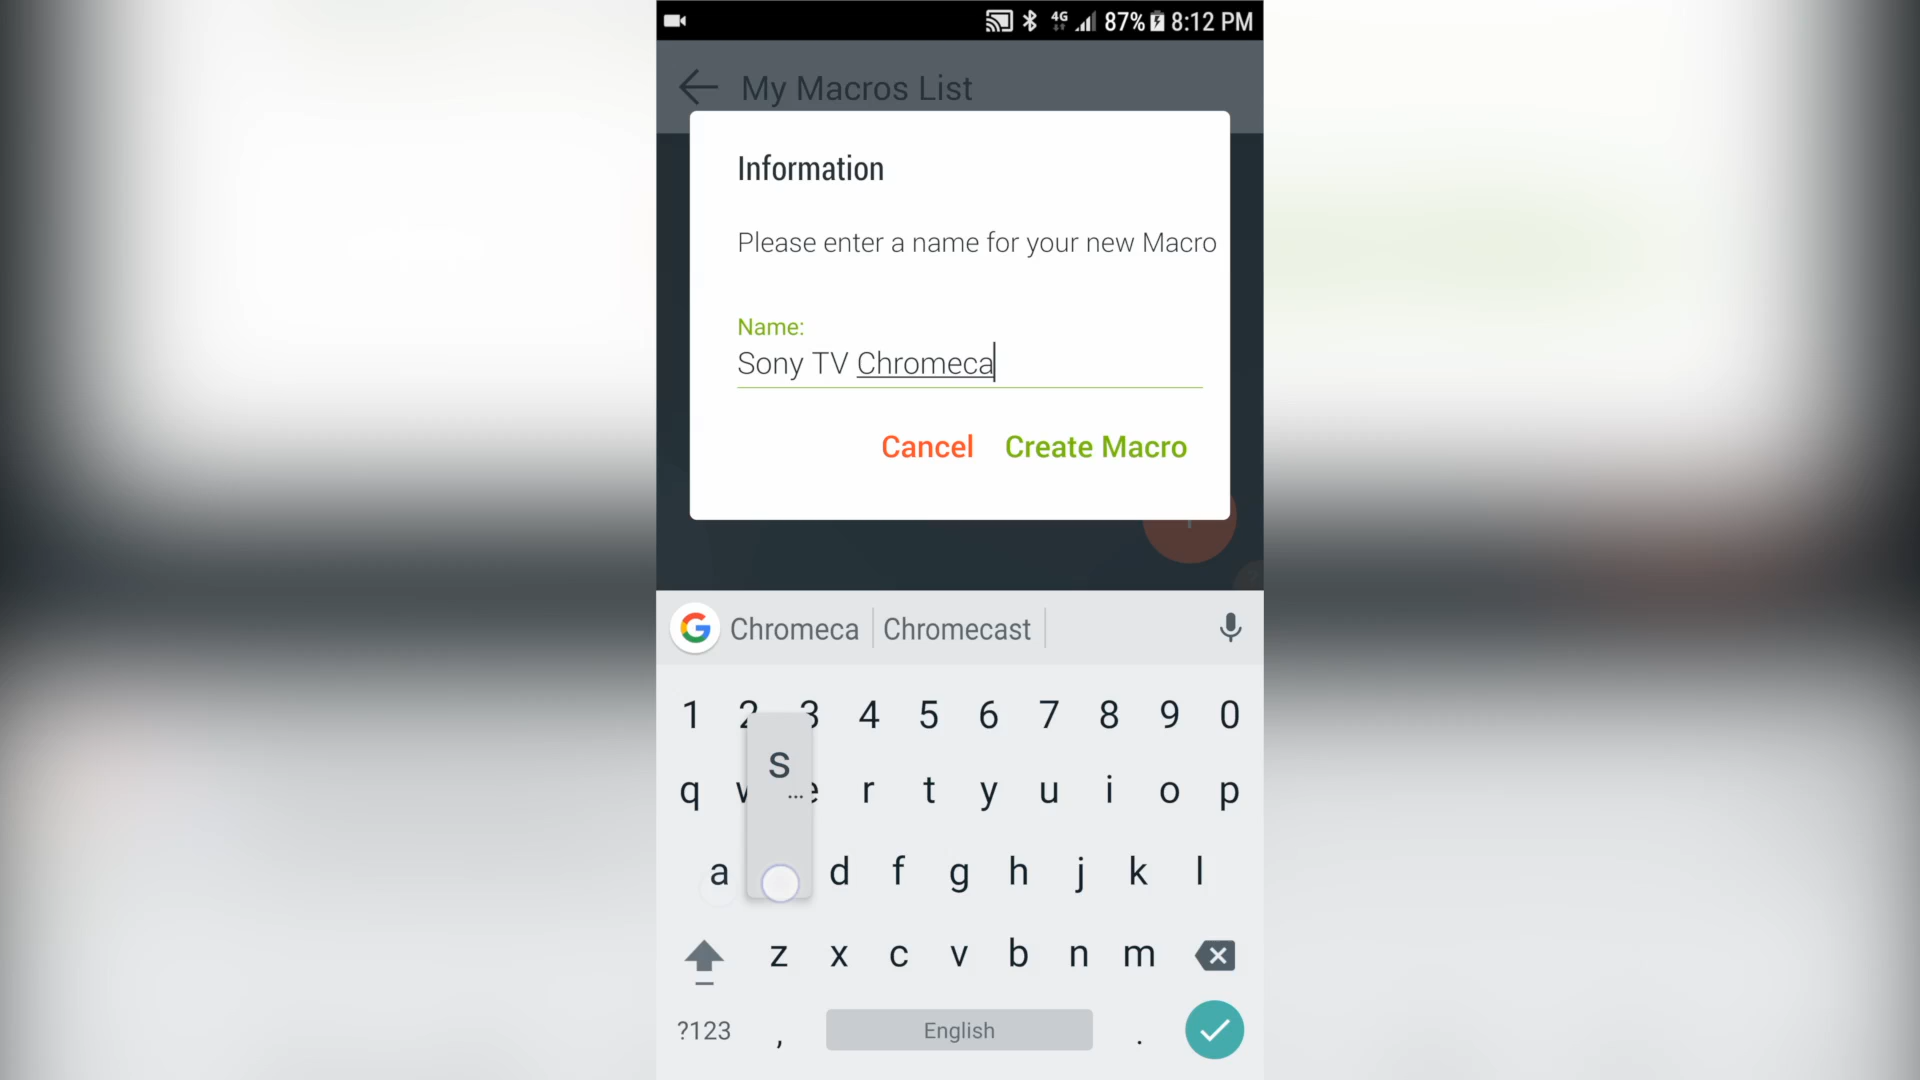 4G 87% 8:12 PM
My Macros List
Information
Please enter a name for your new Macro
Name:
Sony TV Chromeca
Cancel Create Macro
Chromeca Chromecast
1 2 3 4 5 6 7 8 9 0
s
...
q w e r t y u i o p
a d f g h j k l
z x c v b n m
?123 , English .